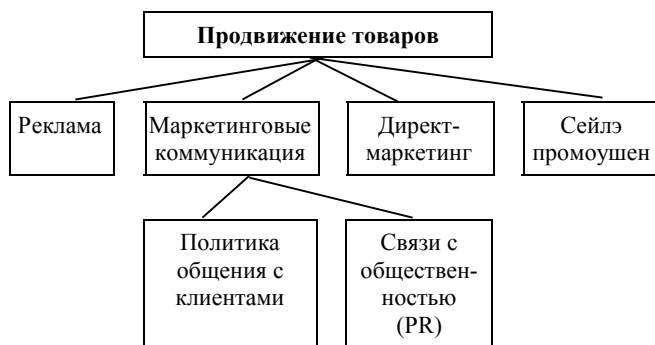 Продвижение товаров
Реклама
Маркетинговые
коммуникация
Директ-
маркетинг
Сейлэ
промоушен
Политика
общения с
клиентами
Связи с
обществен-
ностью
(PR)